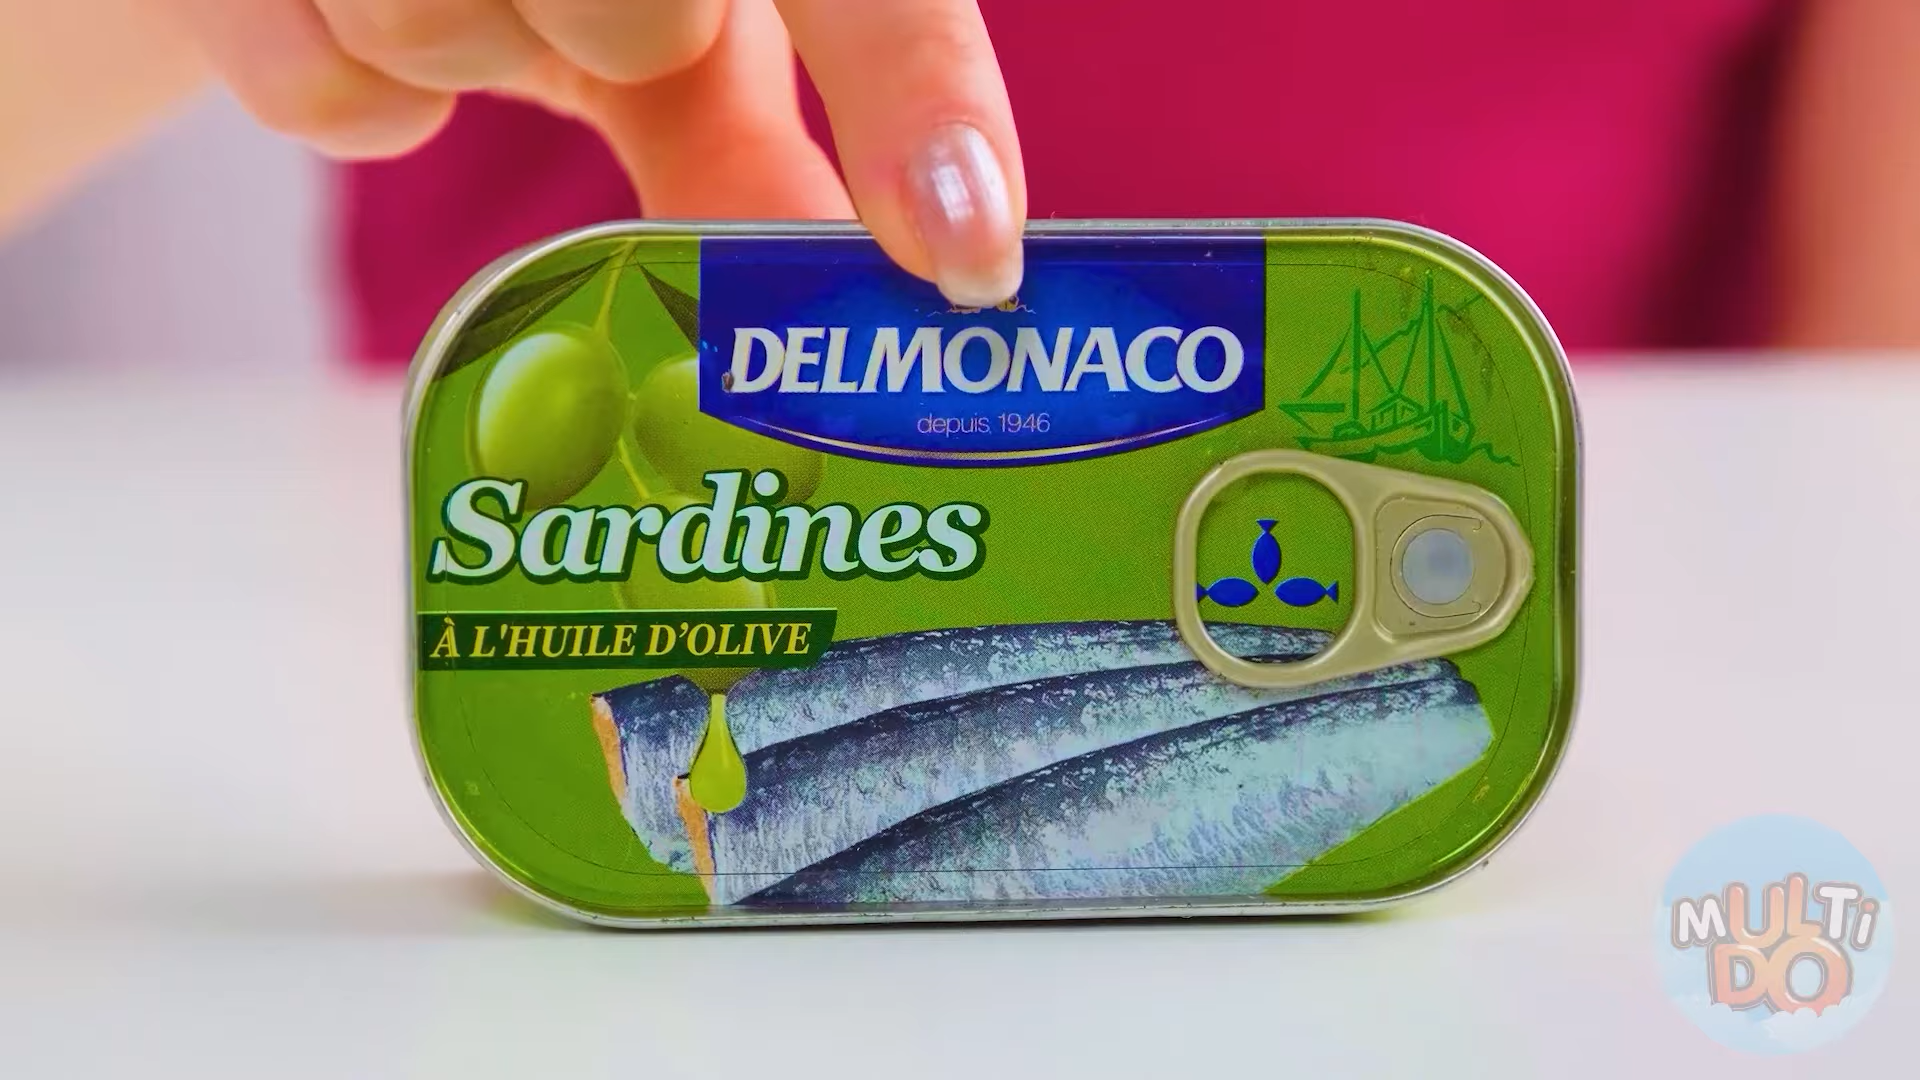 DELMONACO
depuis 1946
Sardines
À L'HUILE D'OLIVE
MULTi
DO